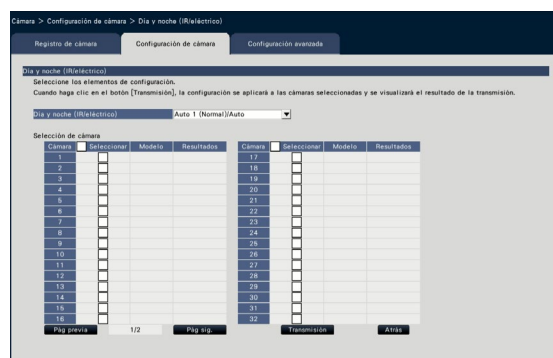 Cámara > Configuración de cámara > Día y noche (IR/eléctrico)
Registro de cámara Configuración de cámara Configuración avanzada
Día y noche (IR/eléctrico)
Seleccione los elementos de configuración.
Cuando haga clic en el botón [Transmisión], la configuración se aplicará a las cámaras seleccionadas y se visualizará el resultado de la transmisión.
Día y noche (IR/eléctrico) Auto 1 (Normal)/Auto
Selección de cámara
Cámara Seleccionar Modelo Resultados Cámara Seleccionar Modelo Resultados
1 17
2 18
3 19
4 20
5 21
6 22
7 23
8 24
9 25
10 26
11 27
12 28
13 29
14 30
15 31
16 32
Pág previa 1/2 Pág sig. Transmisión Atrás